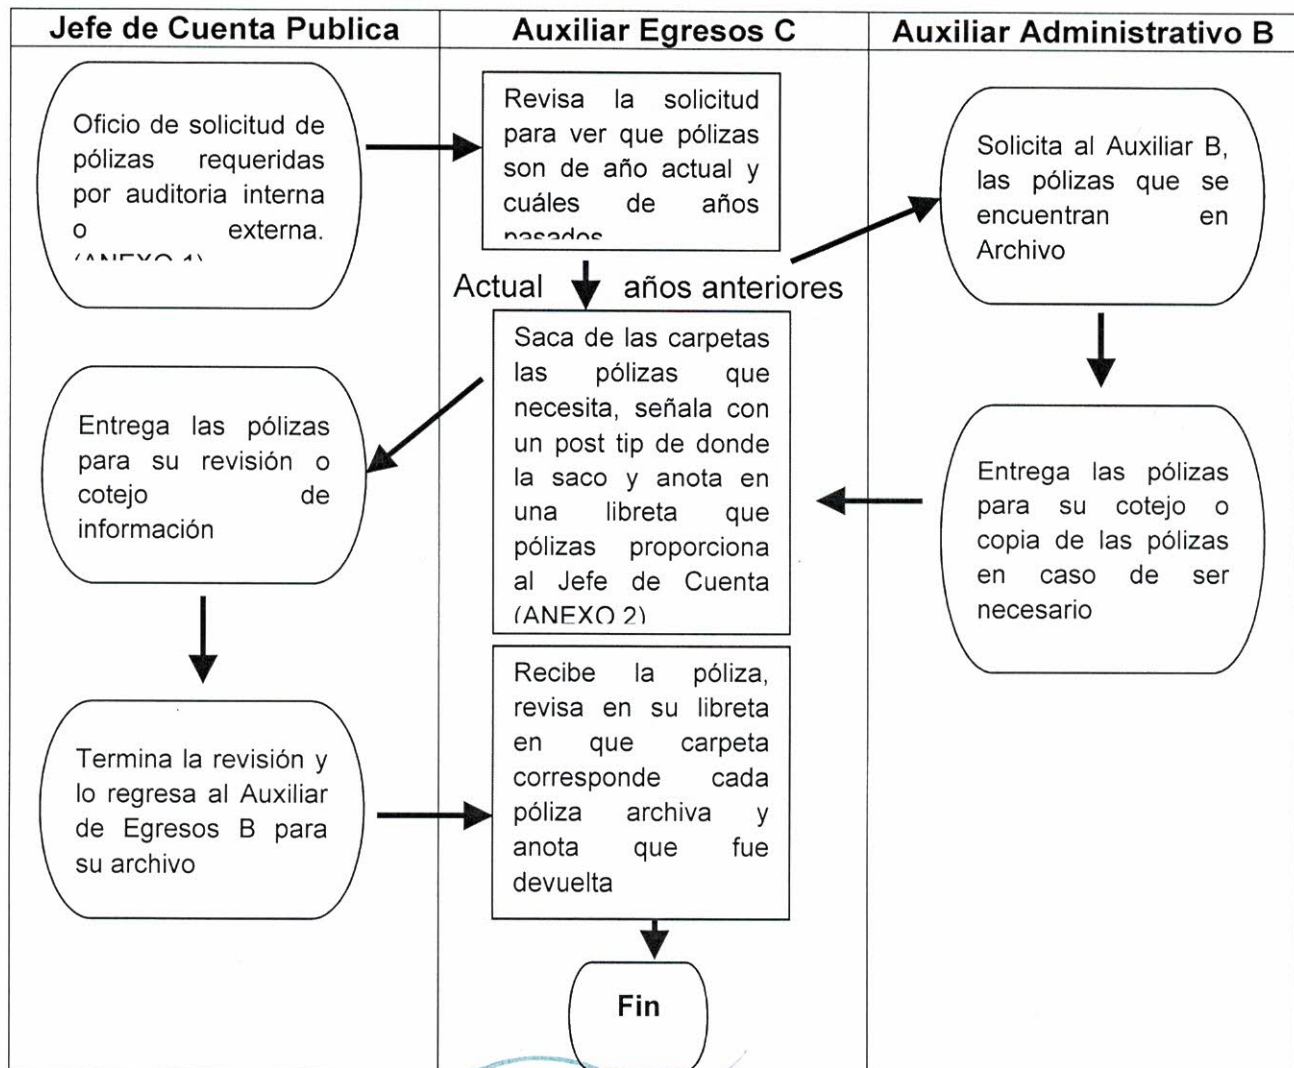 Jefe de Cuenta Publica
Auxiliar Egresos C
Auxiliar Administrativo B
Oficio de solicitud de
pólizas requeridas
por auditoria interna
o externa.
(ANEXO 1)
Revisa la solicitud
para ver que pólizas
son de año actual y
cuáles de años
pasados
Solicita al Auxiliar B,
las pólizas que se
encuentran en
Archivo
Actual años anteriores
Saca de las carpetas
las pólizas que
necesita, señala con
un post tip de donde
la saco y anota en
una libreta que
pólizas proporciona
al Jefe de Cuenta
(ANEXO 2)
Entrega las pólizas
para su revisión o
cotejo de
información
Entrega las pólizas
para su cotejo o
copia de las pólizas
en caso de ser
necesario
Termina la revisión y
lo regresa al Auxiliar
de Egresos B para
su archivo
Recibe la póliza,
revisa en su libreta
en que carpeta
corresponde cada
póliza archiva y
anota que fue
devuelta
Fin